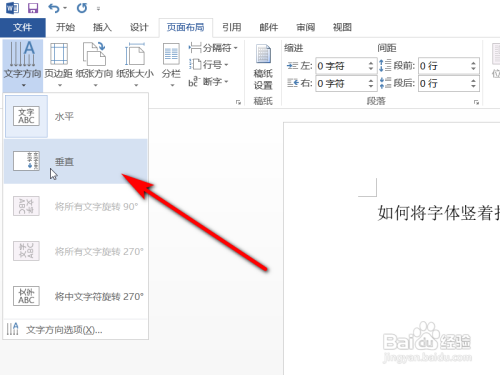 文件 开始 插入 设计 页面布局 引用 邮件 审阅 视图
文字方向 页边距 纸张方向 纸张大小 分栏
分隔符
行号
断字
稿纸
设置
稿纸
缩进 间距
左: 0 字符 段前: 0 行
右: 0 字符 段后: 0 行
段落
位
文字
ABC
水平
垂直
将所有文字旋转 90°
将所有文字旋转 270°
将中文字符旋转 270°
文字方向选项(X)...
如何将字体竖着
Baidu 经验
jingyan.baidu.com